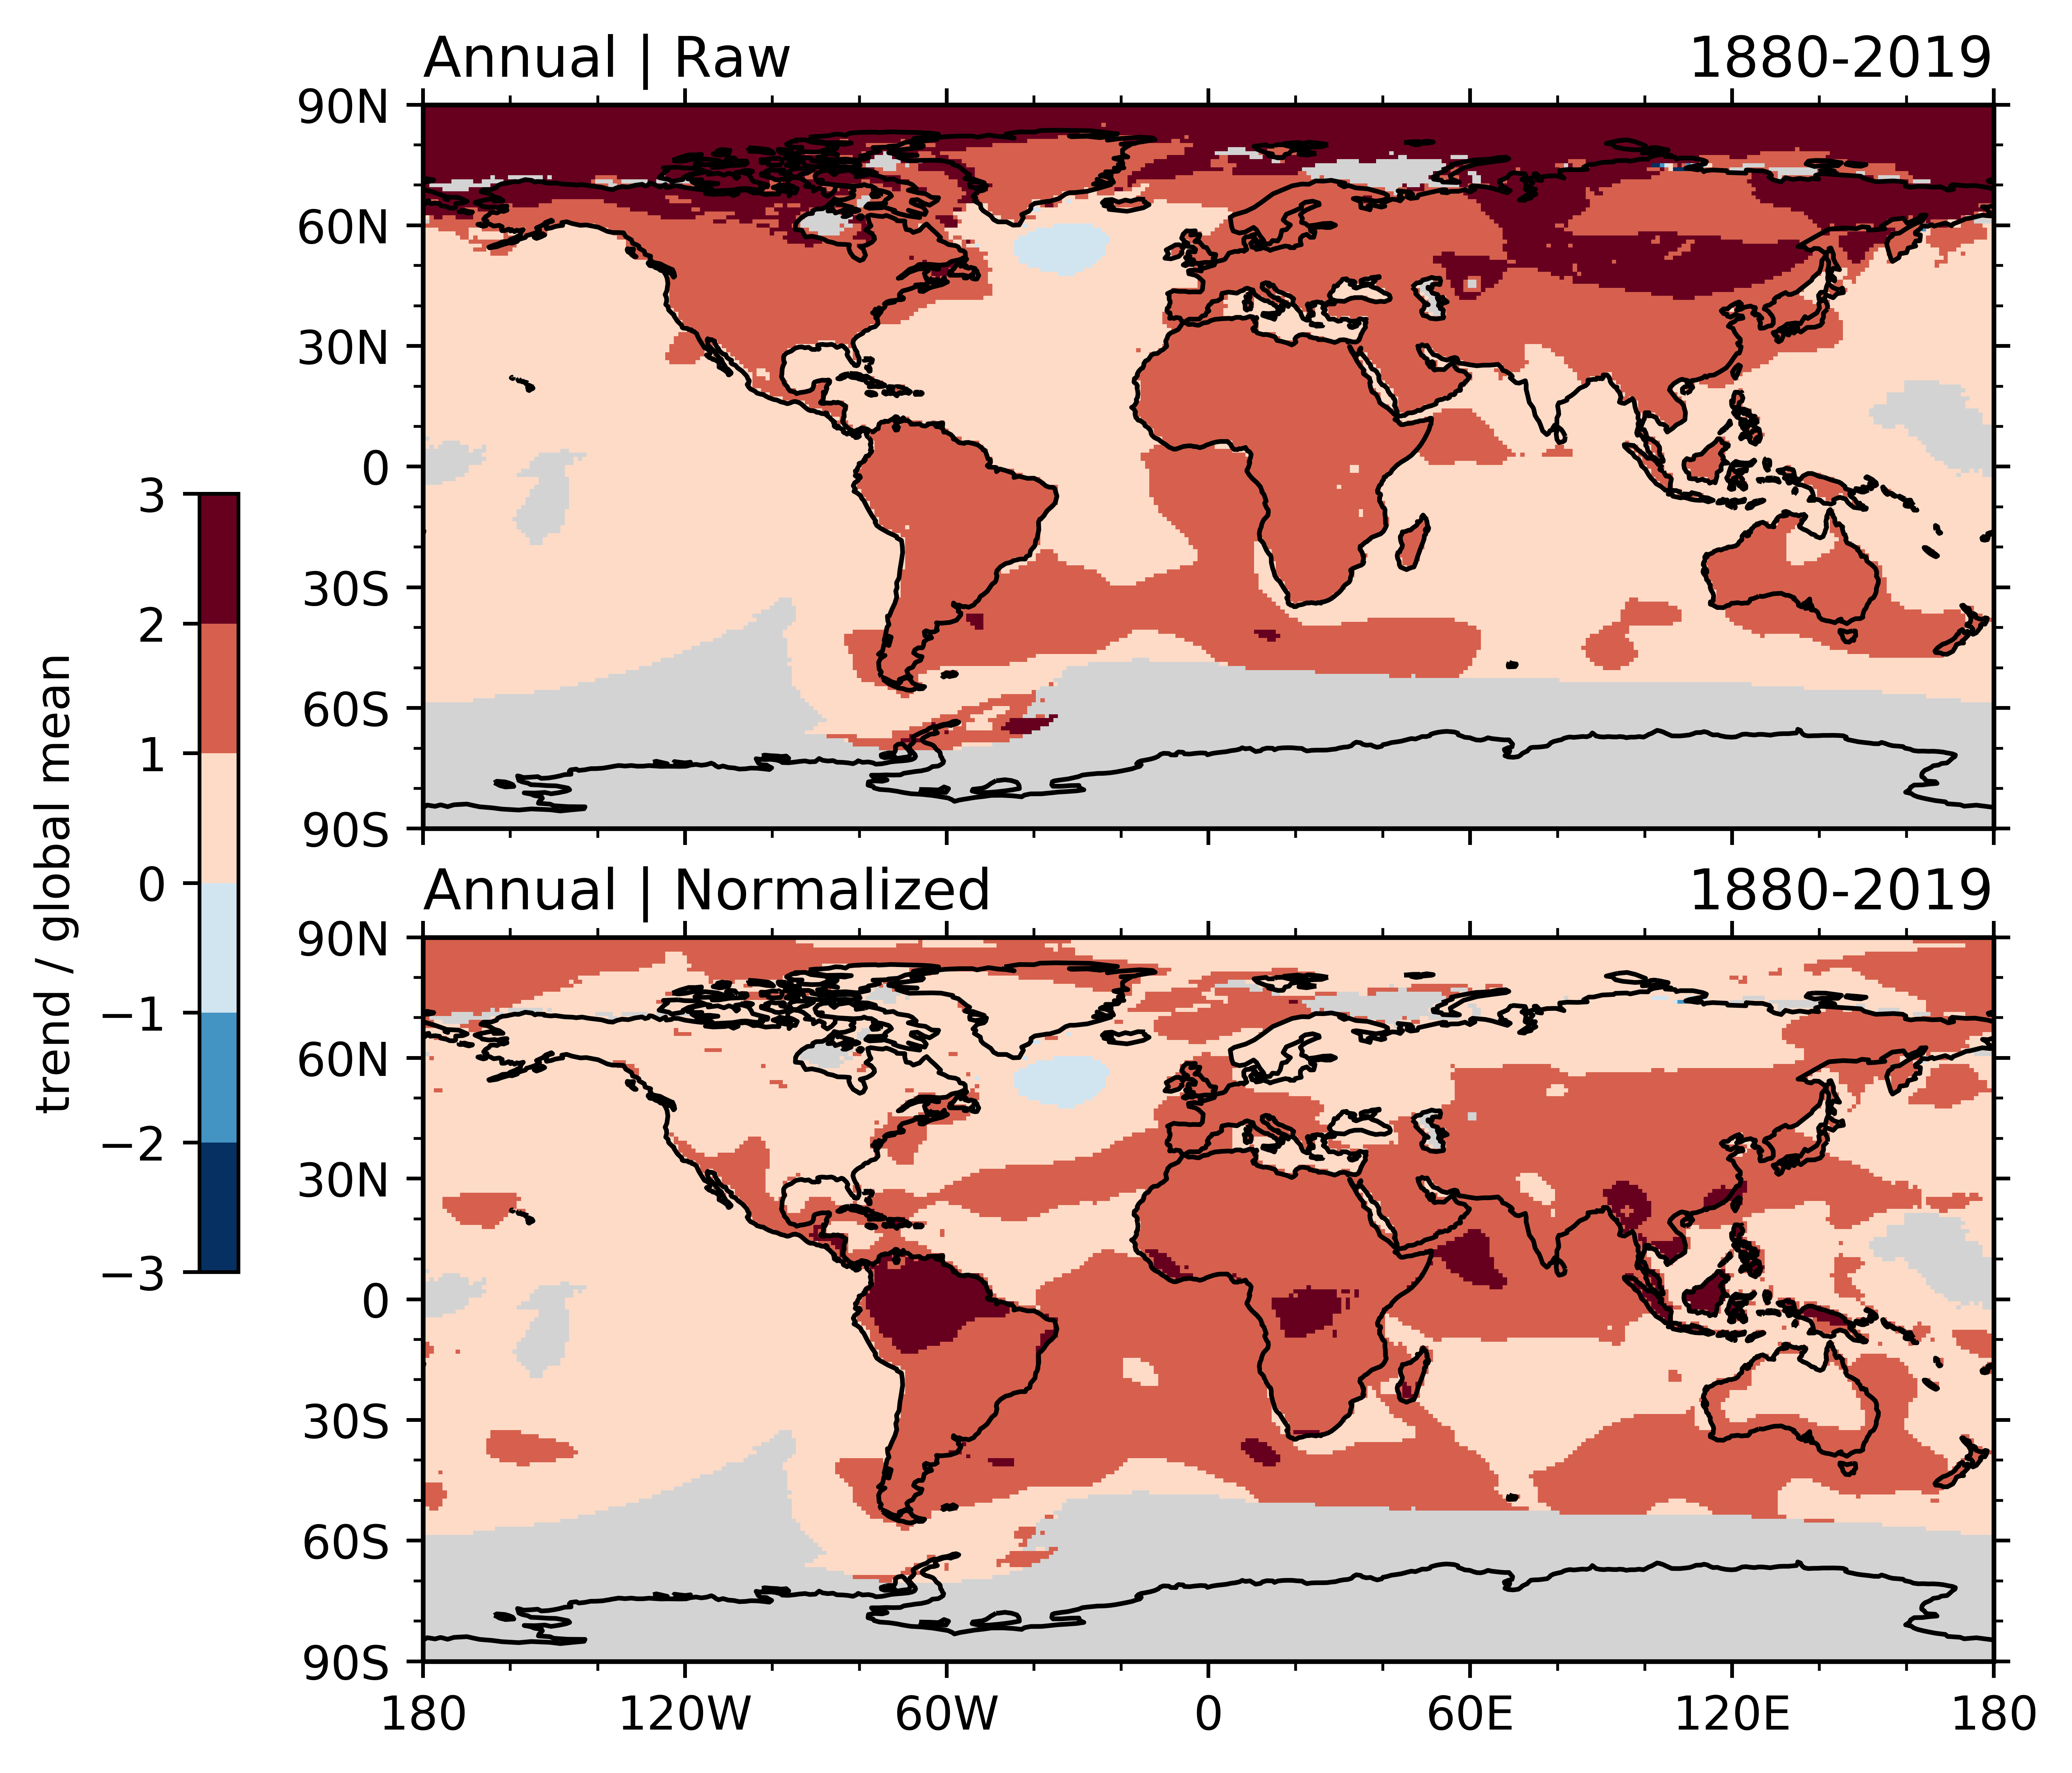 Annual | Raw 1880-2019
90N
60N
30N
0
30S
60S
90S
3
2
1
0
−1
−2
−3
trend / global mean
Annual | Normalized 1880-2019
90N
60N
30N
0
30S
60S
90S
180 120W 60W 0 60E 120E 180